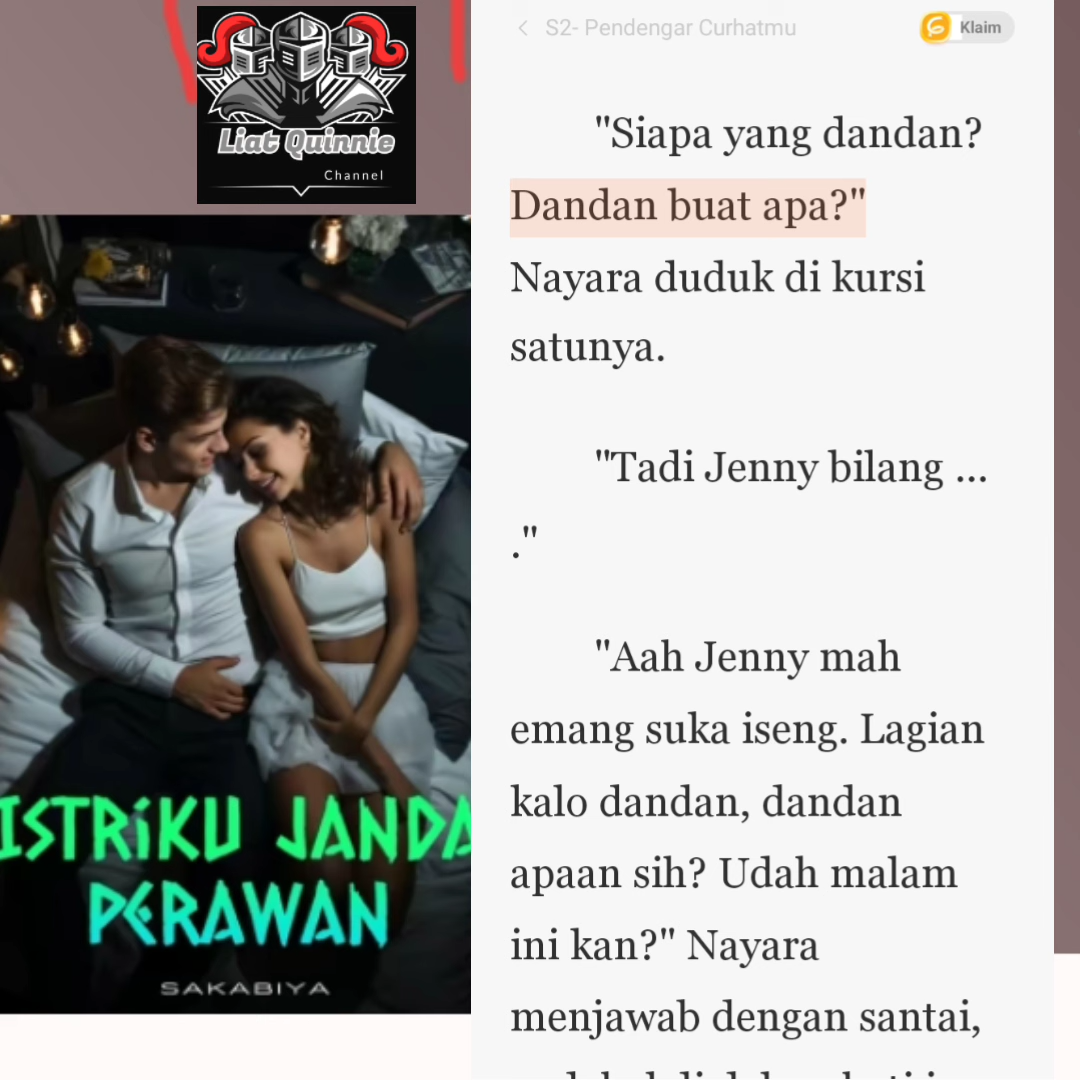 Liat Quinnie
Channel
ISTRiKU JANDA
PERAWAN
SAKABIYA
S2- Pendengar Curhatmu
Klaim
"Siapa yang dandan?
Dandan buat apa?"
Nayara duduk di kursi
satunya.
"Tadi Jenny bilang ...
."
"Aah Jenny mah
emang suka iseng. Lagian
kalo dandan, dandan
apaan sih? Udah malam
ini kan?" Nayara
menjawab dengan santai,